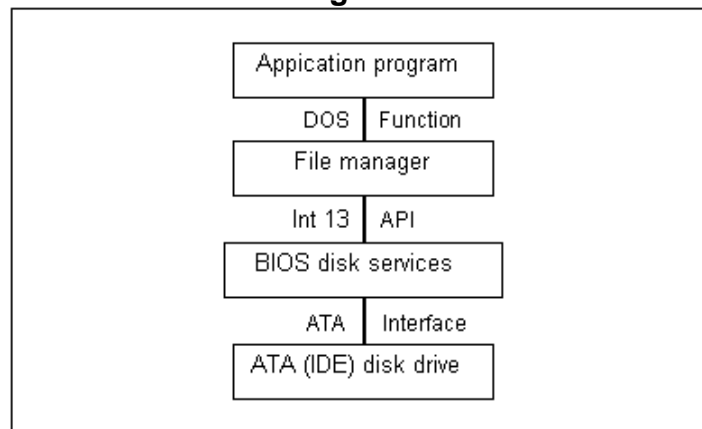 Appication program
DOS Function
File manager
Int 13 API
BIOS disk services
ATA Interface
ATA (IDE) disk drive